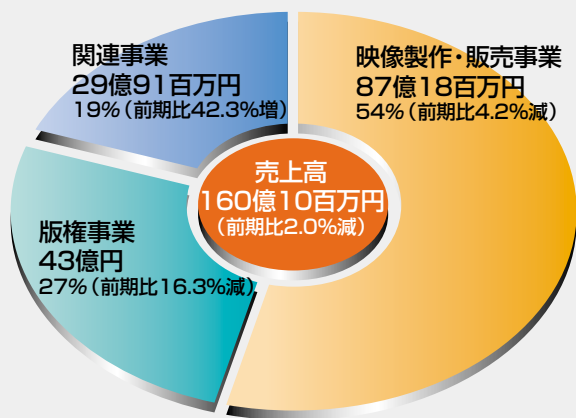 関連事業
29億91百万円
19%（前期比42.3%増）
映像製作・販売事業
87億18百万円
54%（前期比4.2%減）
売上高
160億10百万円
（前期比2.0%減）
版権事業
43億円
27%（前期比16.3%減）